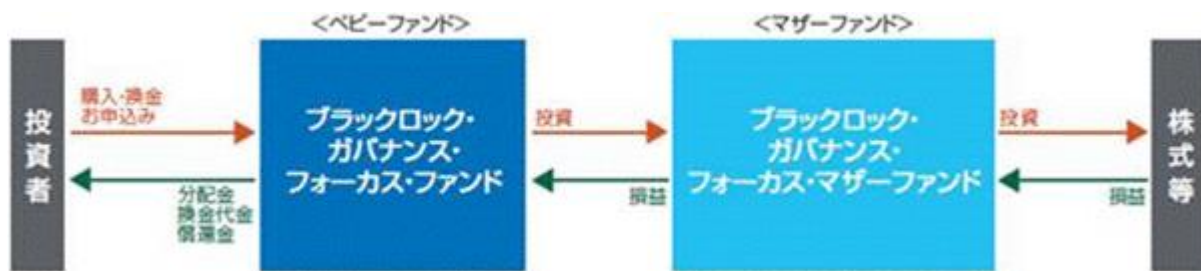 <ベビーファンド>
<マザーファンド>
投資者
購入・換金
お申込み
分配金
換金代金
償還金
ブラックロック・
ガバナンス・
フォーカス・ファンド
投資
損益
ブラックロック・
ガバナンス・
フォーカス・マザーファンド
投資
損益
株式等